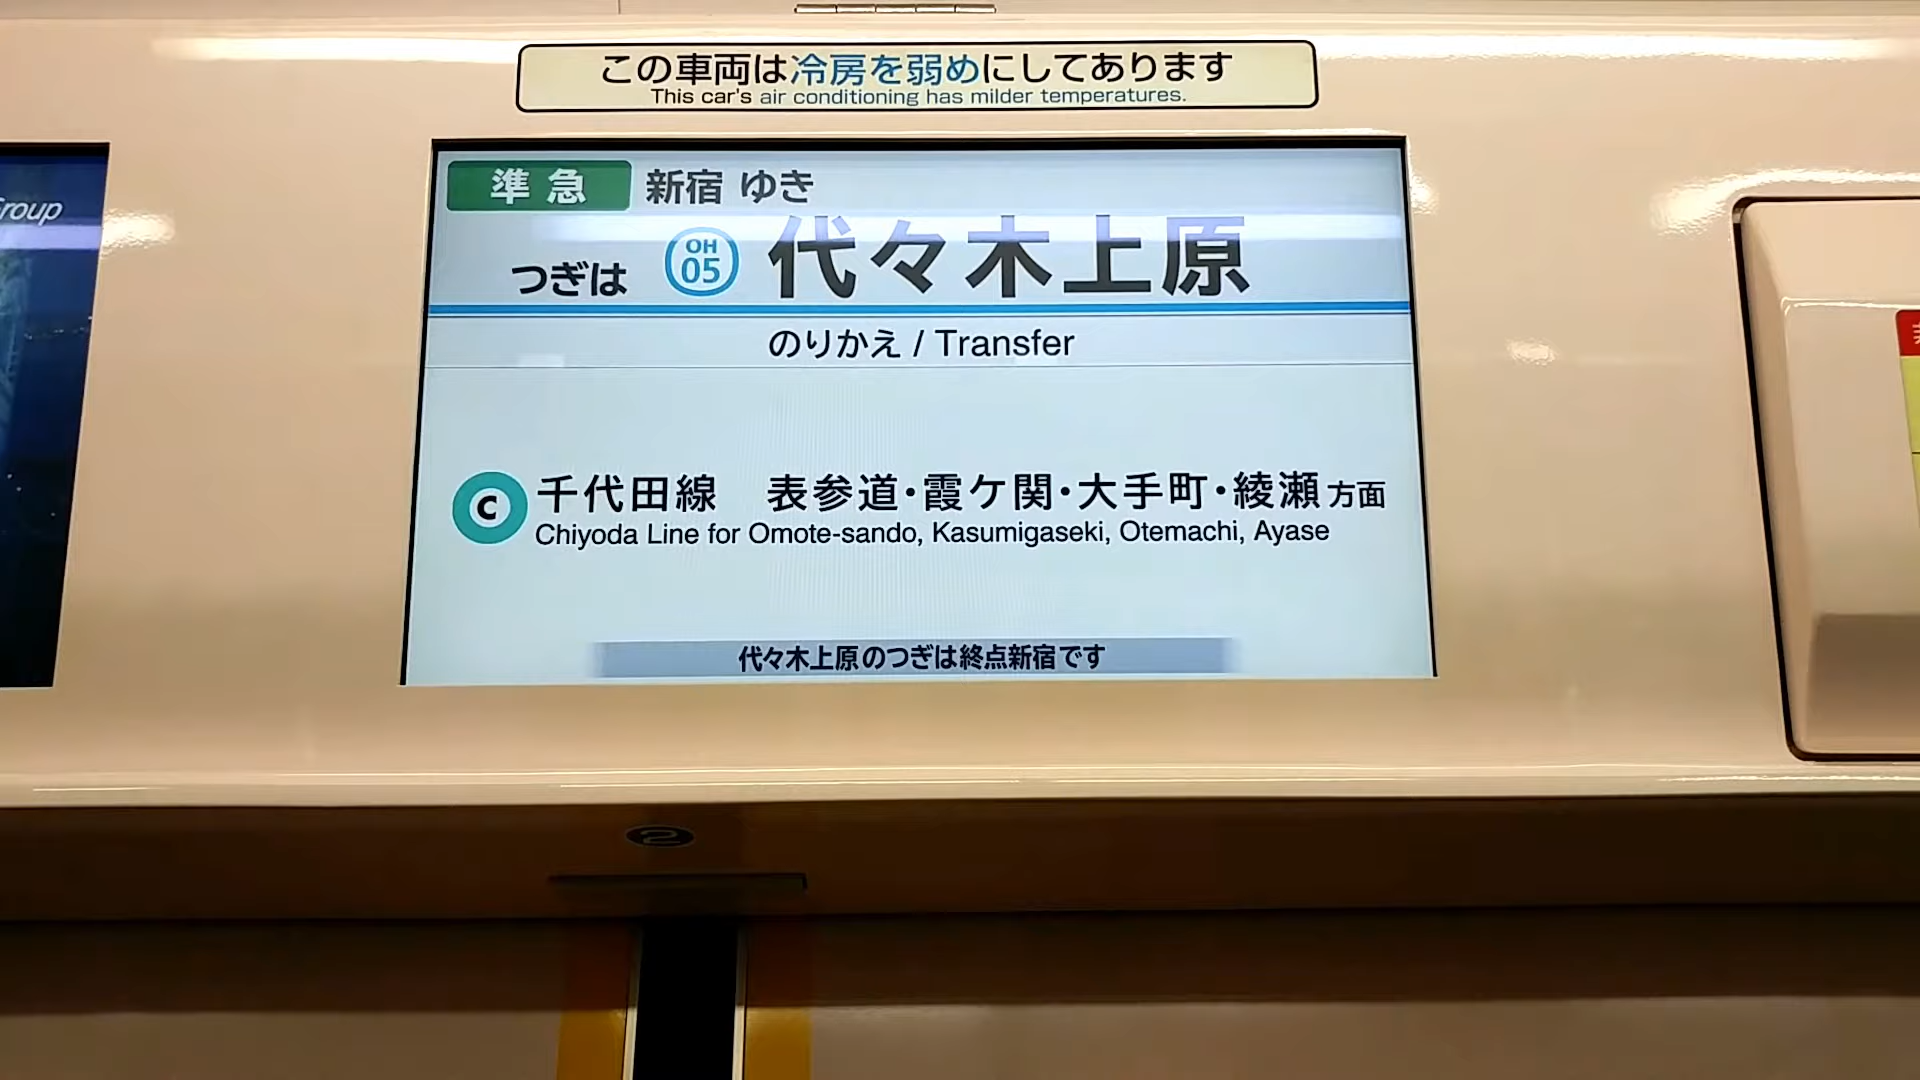 この車両は冷房を弱めにしてあります
This car's air conditioning has milder temperatures.
Group
準急 新宿 ゆき
つぎは OH 05 代々木上原
のりかえ / Transfer
C 千代田線 表参道・霞ケ関・大手町・綾瀬方面
Chiyoda Line for Omote-sando, Kasumigaseki, Otemachi, Ayase
代々木上原のつぎは終点新宿です
2